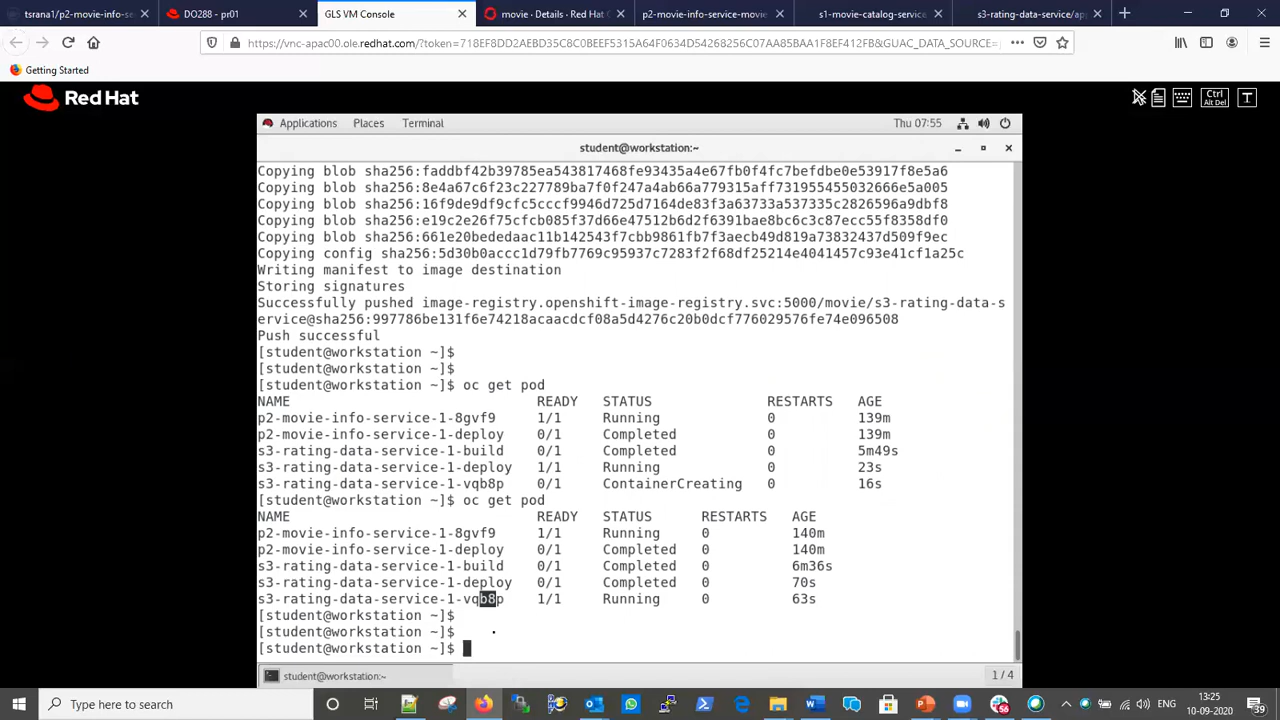 tsrana1/p2-movie-info-service
DO288 - pr01
GLS VM Console
movie · Details · Red Hat
p2-movie-info-service-movie
s1-movie-catalog-service
s3-rating-data-service/app
https://vnc-apac00.ole.redhat.com/?token=718EF8DD2AEBD35C8C0BEEF5315A64F0634D54268256C07AA85BAA1F8EF412FB&GUAC_DATA_SOURCE=
Getting Started
Red Hat
Ctrl
Alt Del
T
Applications Places Terminal Thu 07:55
student@workstation:~
Copying blob sha256:faddbf42b39785ea543817468fe93435a4e67fb0f4fc7befdbe0e53917f8e5a6
Copying blob sha256:8e4a67c6f23c227789ba7f0f247a4ab66a779315aff731955455032666e5a005
Copying blob sha256:16f9de9df9cfc5cccf9946d725d7164de83f3a63733a537335c2826596a9dbf8
Copying blob sha256:e19c2e26f75cfcb085f37d66e47512b6d2f6391bae8bc6c3c87ecc55f8358df0
Copying blob sha256:661e20bededaac11b142543f7cbb9861fb7f3aecb49d819a73832437d509f9ec
Copying config sha256:5d30b0accc1d79fb7769c95937c7283f2f68df25214e4041457c93e41cf1a25c
Writing manifest to image destination
Storing signatures
Successfully pushed image-registry.openshift-image-registry.svc:5000/movie/s3-rating-data-s
ervice@sha256:997786be131f6e74218acaacdcf08a5d4276c20b0dcf776029576fe74e096508
Push successful
[student@workstation ~]$
[student@workstation ~]$
[student@workstation ~]$ oc get pod
NAME READY STATUS RESTARTS AGE
p2-movie-info-service-1-8gvf9 1/1 Running 0 139m
p2-movie-info-service-1-deploy 0/1 Completed 0 139m
s3-rating-data-service-1-build 0/1 Completed 0 5m49s
s3-rating-data-service-1-deploy 1/1 Running 0 23s
s3-rating-data-service-1-vqb8p 0/1 ContainerCreating 0 16s
[student@workstation ~]$ oc get pod
NAME READY STATUS RESTARTS AGE
p2-movie-info-service-1-8gvf9 1/1 Running 0 140m
p2-movie-info-service-1-deploy 0/1 Completed 0 140m
s3-rating-data-service-1-build 0/1 Completed 0 6m36s
s3-rating-data-service-1-deploy 0/1 Completed 0 70s
s3-rating-data-service-1-vqb8p 1/1 Running 0 63s
[student@workstation ~]$
[student@workstation ~]$
[student@workstation ~]$
student@workstation:~ 1 / 4
Type here to search
56
ENG
13:25
10-09-2020
39